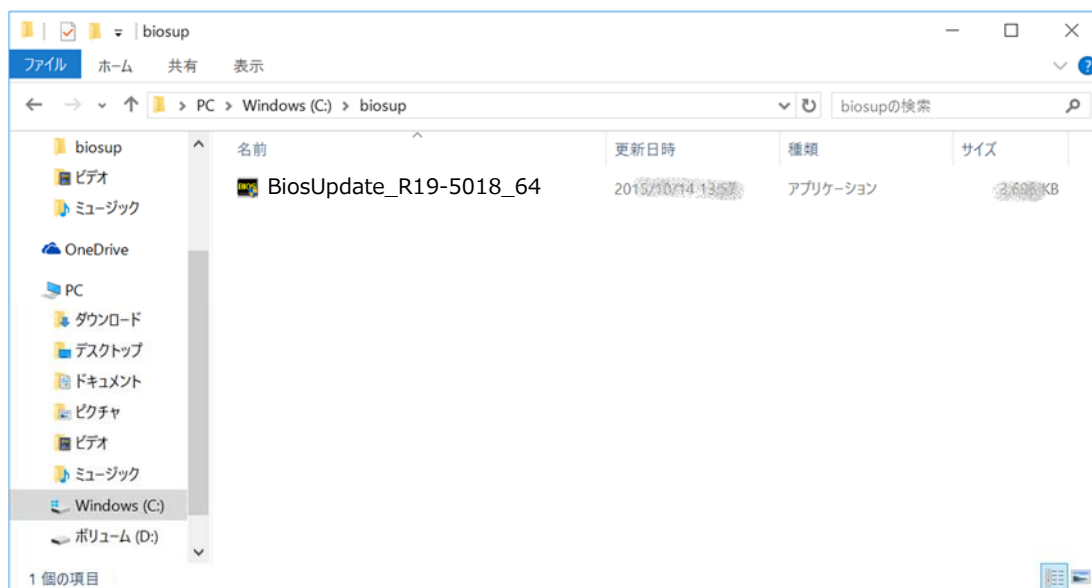 biosup
ファイル ホーム 共有 表示
PC > Windows (C:) > biosup
biosupの検索
名前 更新日時 種類 サイズ
BiosUpdate_R19-5018_64 アプリケーション KB
biosup
ビデオ
ミュージック
OneDrive
PC
ダウンロード
デスクトップ
ドキュメント
ピクチャ
ビデオ
ミュージック
Windows (C:)
ボリューム (D:)
1 個の項目